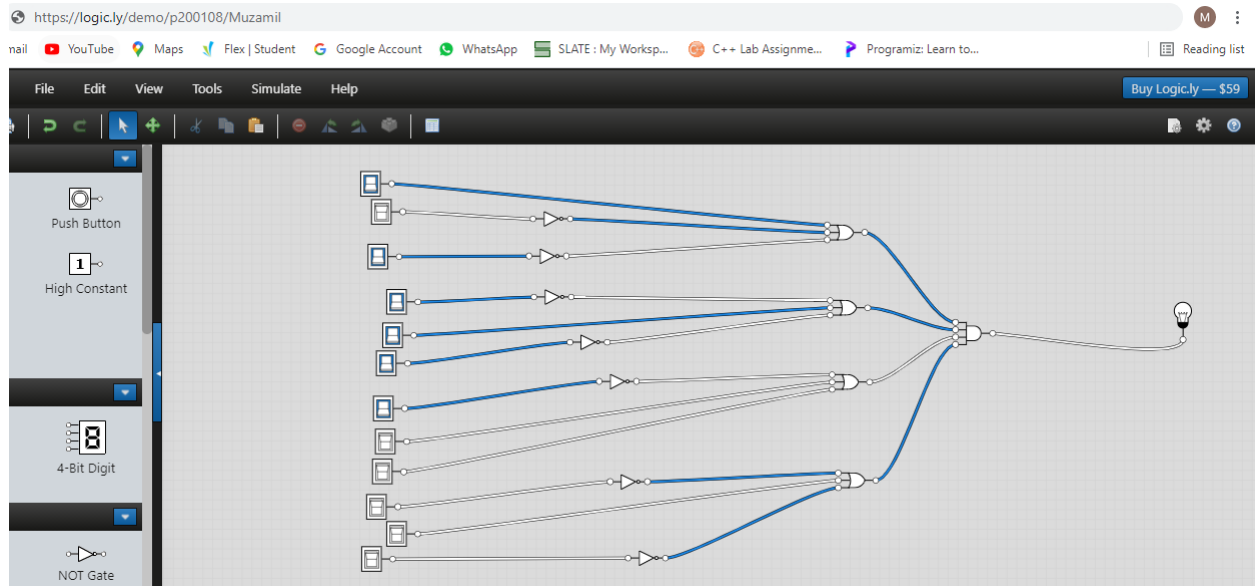 https://logic.ly/demo/p200108/Muzamil
M
mail
YouTube
Maps
Flex | Student
Google Account
WhatsApp
SLATE : My Worksp...
C++ Lab Assignme...
Programiz: Learn to...
Reading list
File
Edit
View
Tools
Simulate
Help
Buy Logic.ly — $59
Push Button
1
High Constant
8
4-Bit Digit
NOT Gate